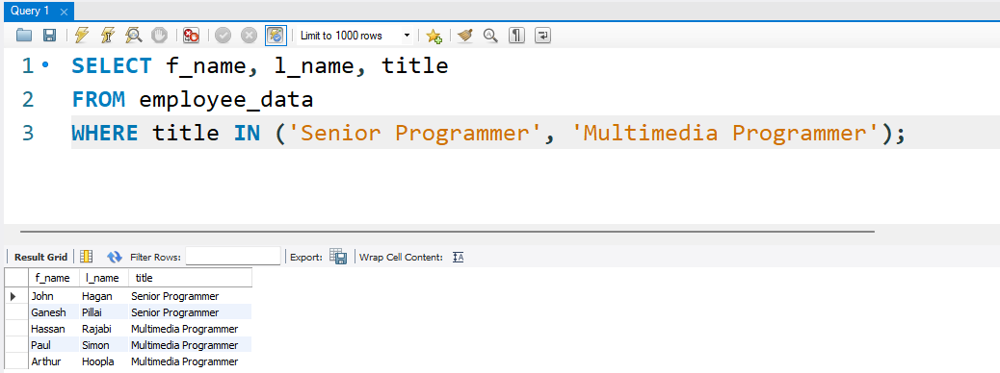 Query 1
Limit to 1000 rows
1 SELECT f_name, l_name, title
2 FROM employee_data
3 WHERE title IN ('Senior Programmer', 'Multimedia Programmer');
Result Grid Filter Rows: Export: Wrap Cell Content:
f_name l_name title
John Hagan Senior Programmer
Ganesh Pillai Senior Programmer
Hassan Rajabi Multimedia Programmer
Paul Simon Multimedia Programmer
Arthur Hoopla Multimedia Programmer